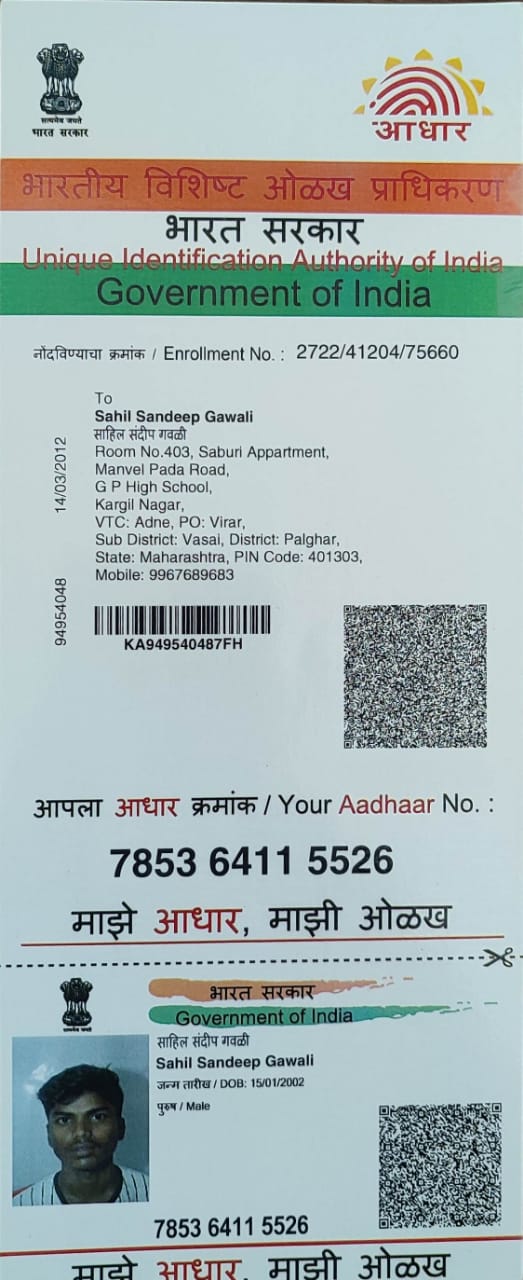 सत्यमेव जयते
भारत सरकार
आधार
भारतीय विशिष्ट ओळख प्राधिकरण
भारत सरकार
Unique Identification Authority of India
Government of India
नोंदविण्याचा क्रमांक / Enrollment No. : 2722/41204/75660
To
Sahil Sandeep Gawali
साहिल संदीप गवळी
Room No.403, Saburi Appartment,
Manvel Pada Road,
G P High School,
Kargil Nagar,
VTC: Adne, PO: Virar,
Sub District: Vasai, District: Palghar,
State: Maharashtra, PIN Code: 401303,
Mobile: 9967689683
14/03/2012
94954048
KA949540487FH
आपला आधार क्रमांक / Your Aadhaar No. :
7853 6411 5526
माझे आधार, माझी ओळख
भारत सरकार
Government of India
साहिल संदीप गवळी
Sahil Sandeep Gawali
जन्म तारीख / DOB: 15/01/2002
पुरुष / Male
7853 6411 5526
माझे आधार, माझी ओळख